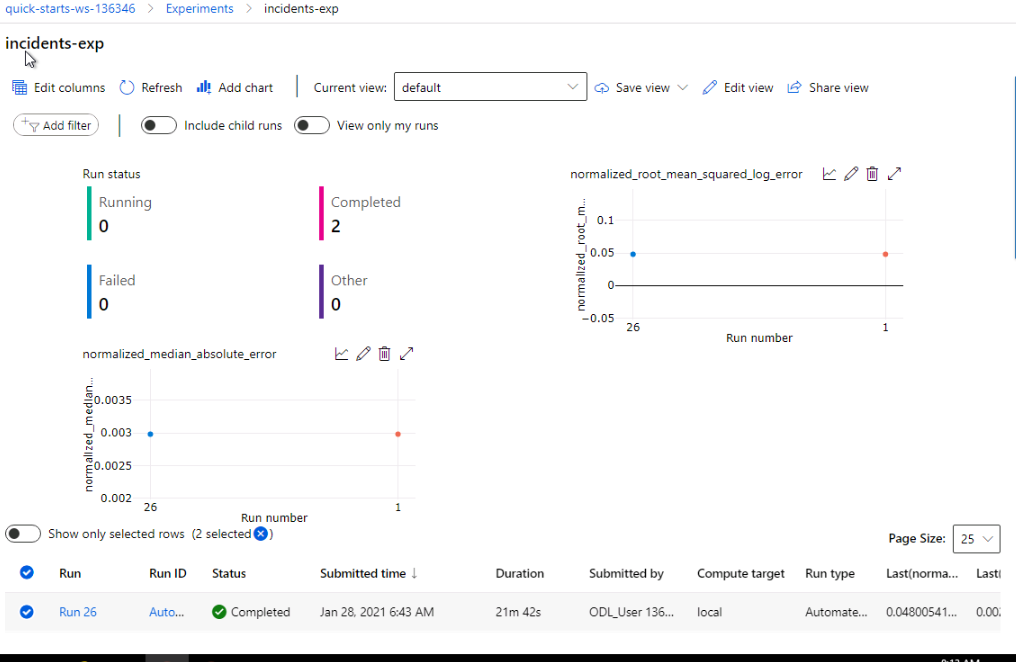 quick-starts-ws-136346 > Experiments > incidents-exp
incidents-exp
Edit columns Refresh Add chart Current view: default Save view Edit view Share view
Add filter Include child runs View only my runs
Run status
Running
0
Completed
2
Failed
0
Other
0
normalized_root_mean_squared_log_error
normalized_root_m...
0.1
0.05
0
−0.05
26 1
Run number
normalized_median_absolute_error
normalized_median...
0.0035
0.003
0.0025
0.002
26 1
Run number
Show only selected rows (2 selected )
Page Size: 25
Run Run ID Status Submitted time ↓ Duration Submitted by Compute target Run type Last(norma... Last(
Run 26 Auto... Completed Jan 28, 2021 6:43 AM 21m 42s ODL_User 136... local Automate... 0.04800541... 0.00